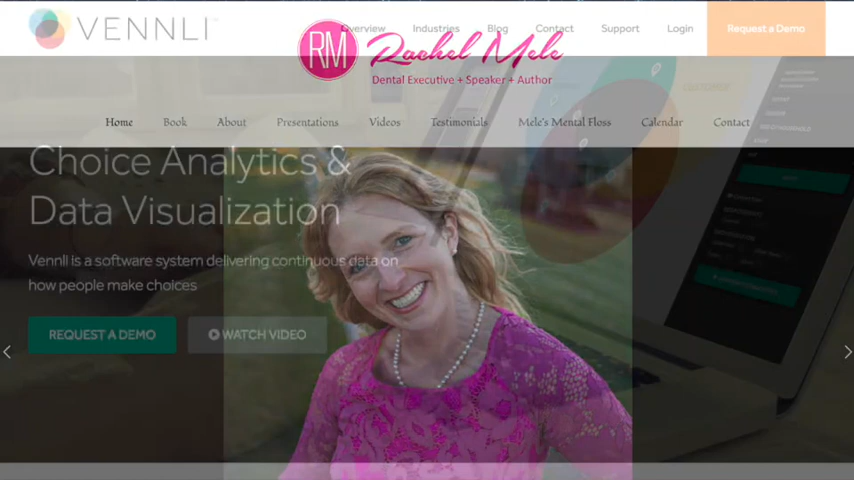 VENNLI
Overview Industries Blog Contact Support Login Request a Demo
RM Rachel Mele
Dental Executive + Speaker + Author
Home Book About Presentations Videos Testimonials Mele's Mental Floss Calendar Contact
Choice Analytics &
Data Visualization
Vennli is a software system delivering continuous data on
how people make choices
REQUEST A DEMO WATCH VIDEO